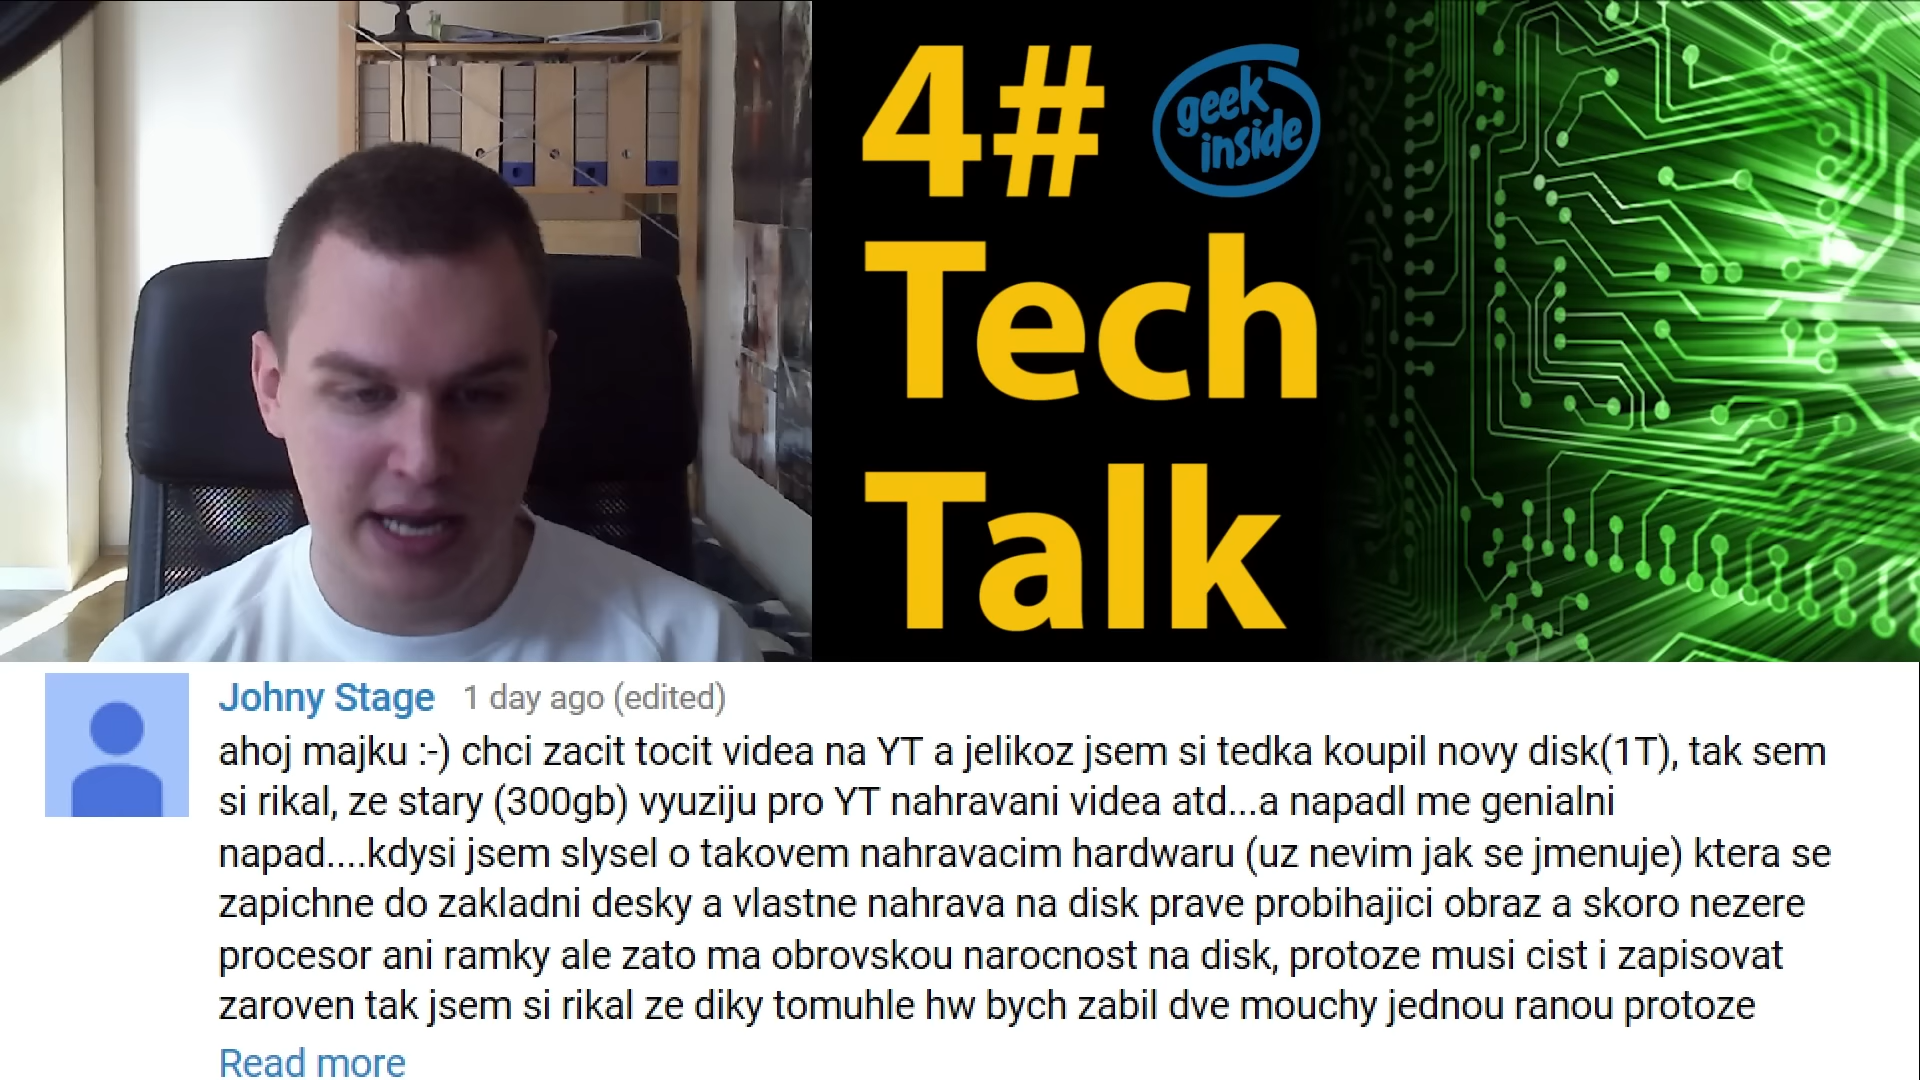 4#
geek
inside
Tech
Talk
Johny Stage 1 day ago (edited)
ahoj majku :-) chci zacit tocit videa na YT a jelikoz jsem si tedka koupil novy disk(1T), tak sem
si rikal, ze stary (300gb) vyuziju pro YT nahravani videa atd...a napadl me genialni
napad....kdysi jsem slysel o takovem nahravacim hardwaru (uz nevim jak se jmenuje) ktera se
zapichne do zakladni desky a vlastne nahrava na disk prave probihajici obraz a skoro nezere
procesor ani ramky ale zato ma obrovskou narocnost na disk, protoze musi cist i zapisovat
zaroven tak jsem si rikal ze diky tomuhle hw bych zabil dve mouchy jednou ranou protoze
Read more